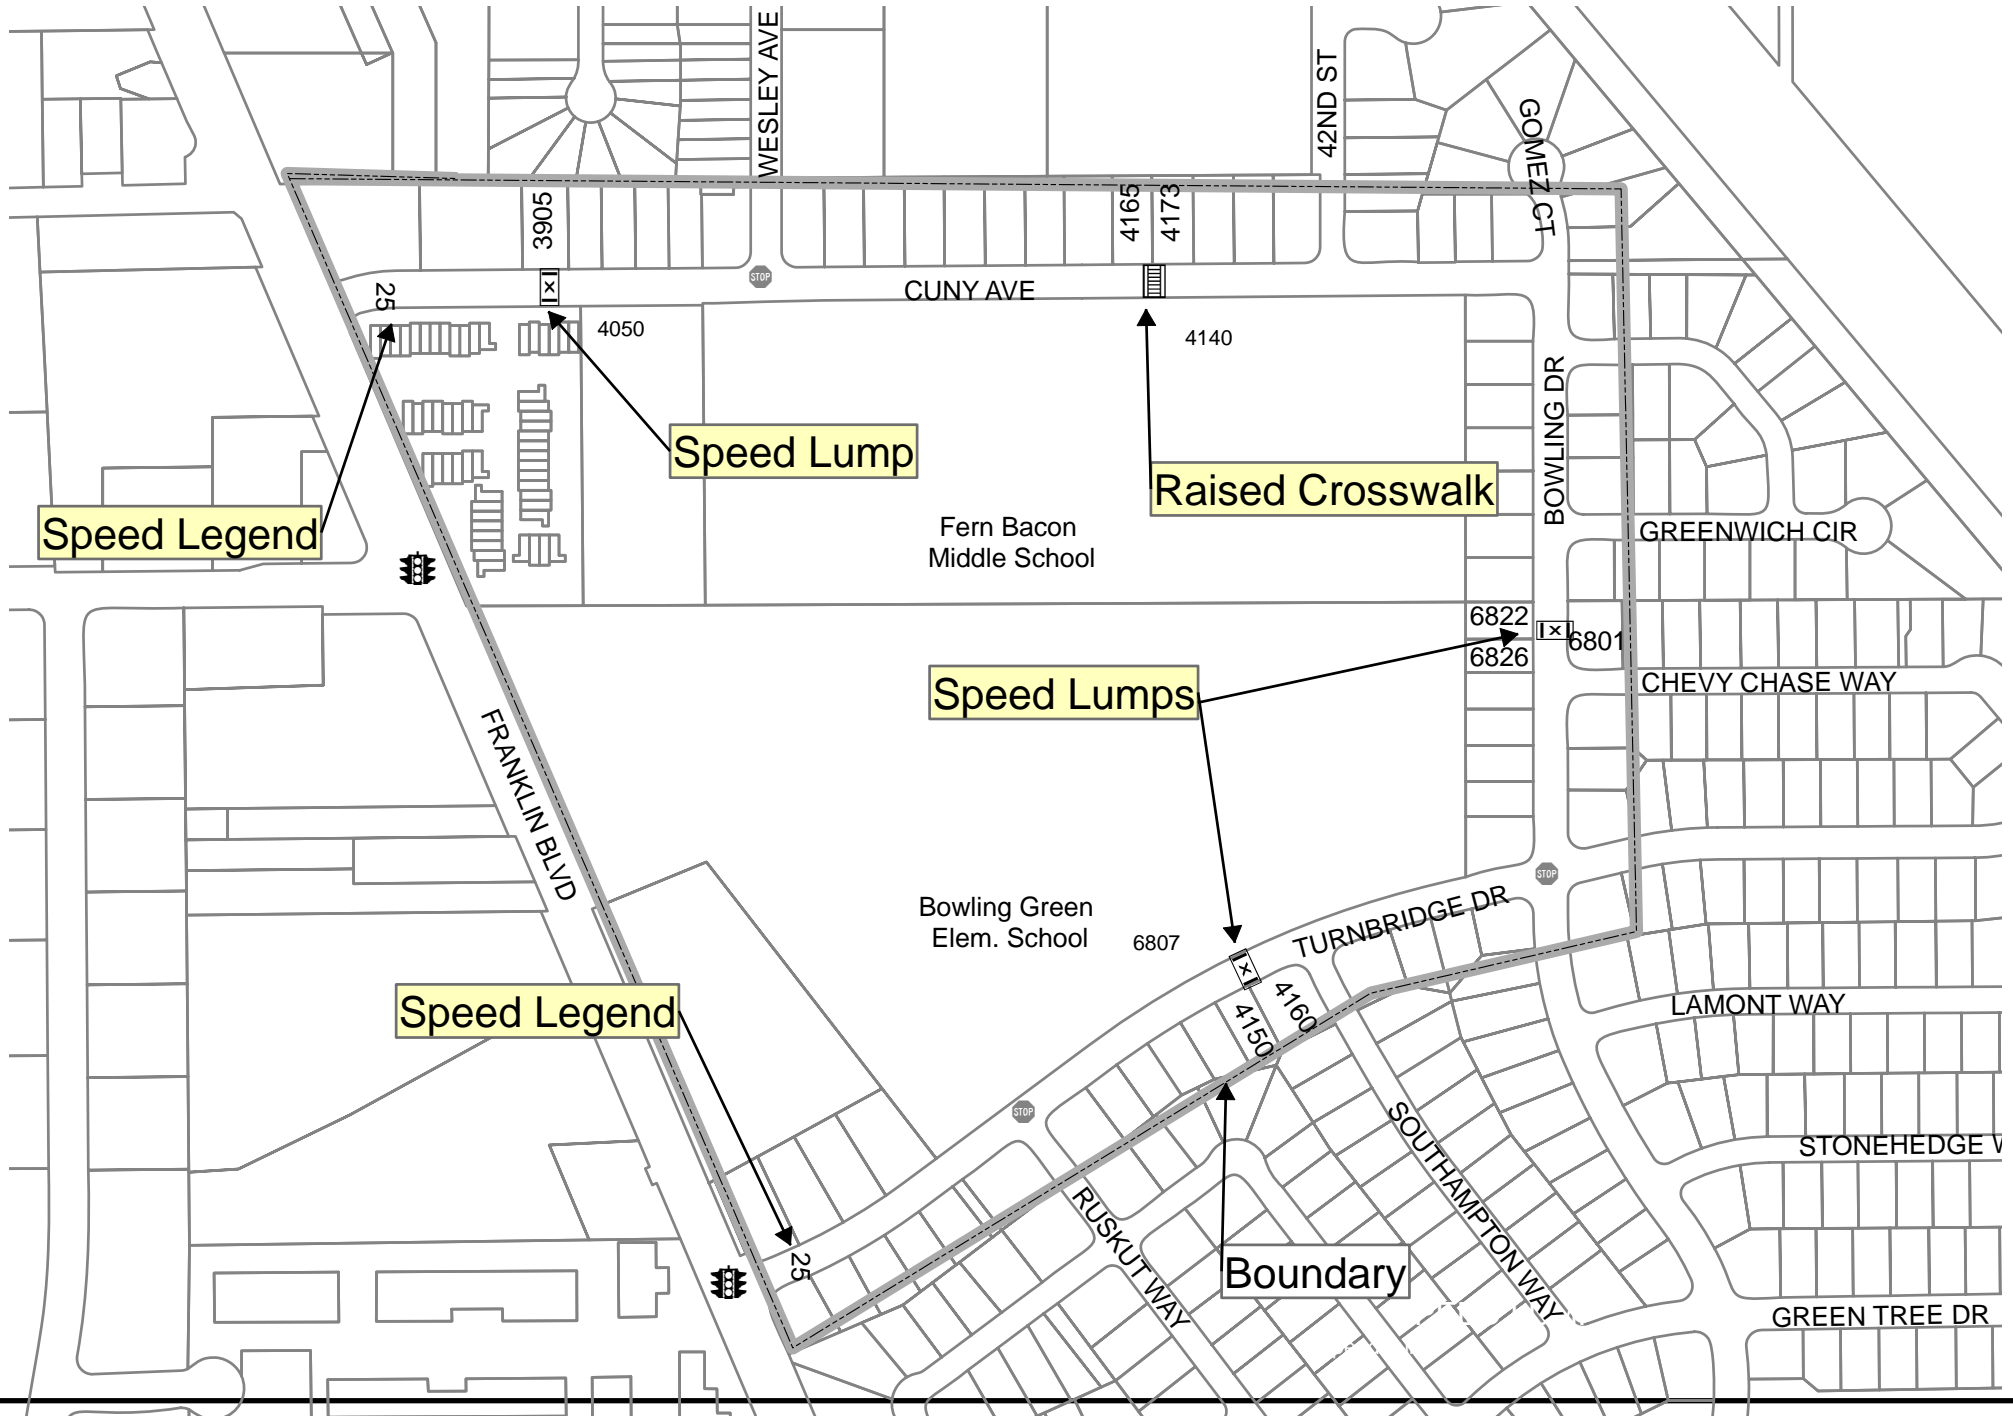 WESLEY AVE
42ND ST
GOMEZ CT
3905
4165
4173
STOP
25
CUNY AVE
4050
4140
BOWLING DR
Speed Lump
Raised Crosswalk
Speed Legend
Fern Bacon
Middle School
GREENWICH CIR
6822
6801
6826
Speed Lumps
CHEVY CHASE WAY
FRANKLIN BLVD
STOP
Bowling Green
Elem. School
6807
TURNBRIDGE DR
4160
4150
Speed Legend
LAMONT WAY
STOP
SOUTHAMPTON WAY
STONEHEDGE W
RUSKUT WAY
25
Boundary
GREEN TREE DR